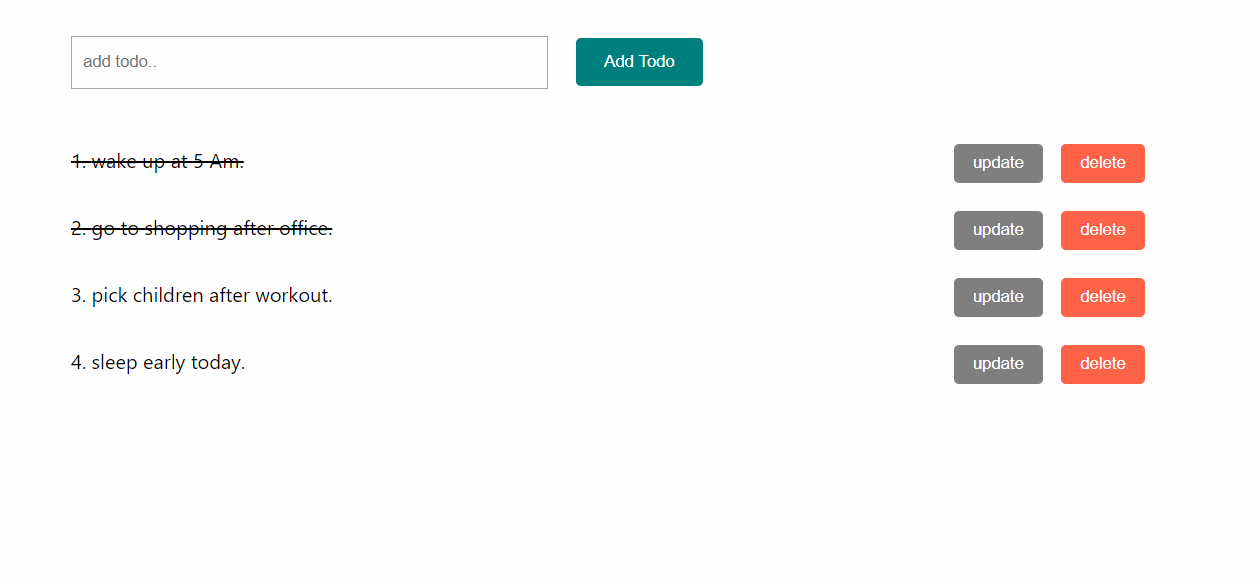 add todo.. Add Todo
1. wake up at 5 Am. update delete
2. go to shopping after office. update delete
3. pick children after workout. update delete
4. sleep early today. update delete